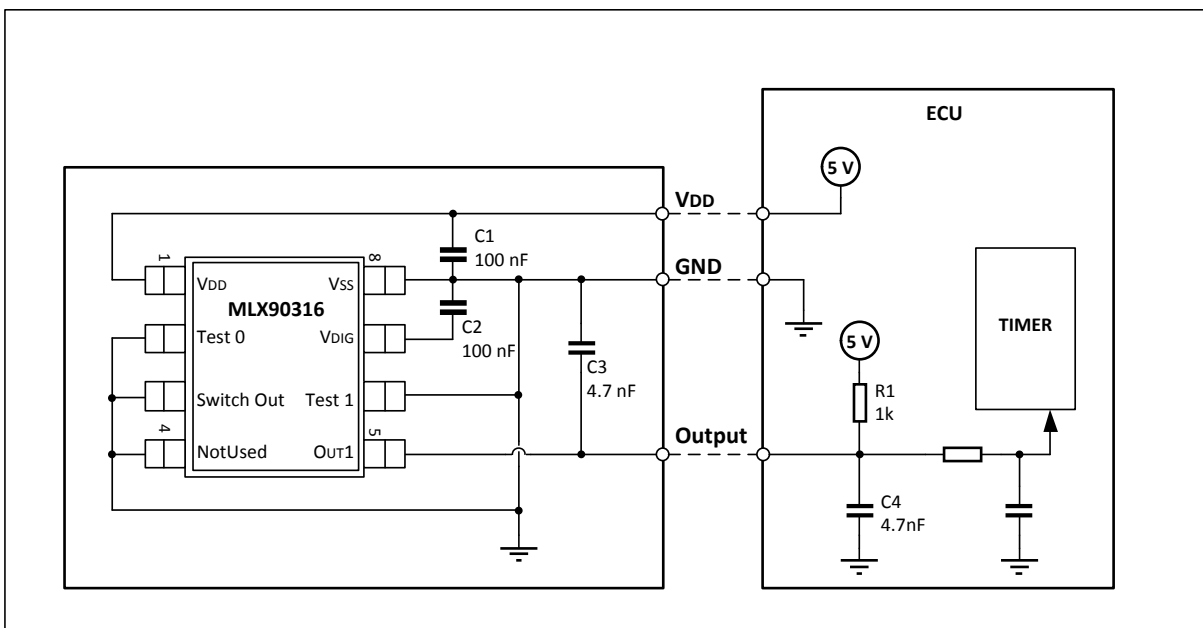 ECU
5 V
VDD
C1
100 nF
GND
1
8
VDD
VSS
MLX90316
C2
100 nF
TIMER
Test 0
VDIG
5 V
C3
4.7 nF
R1
1k
Switch Out
Test 1
4
5
Output
NotUsed
OUT1
C4
4.7nF